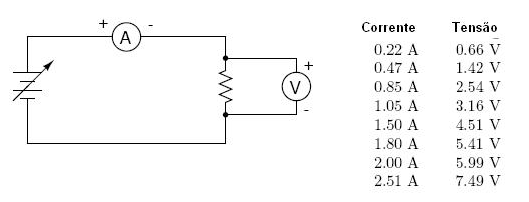 + A -
+
V
-
Corrente Tensão
0.22 A 0.66 V
0.47 A 1.42 V
0.85 A 2.54 V
1.05 A 3.16 V
1.50 A 4.51 V
1.80 A 5.41 V
2.00 A 5.99 V
2.51 A 7.49 V